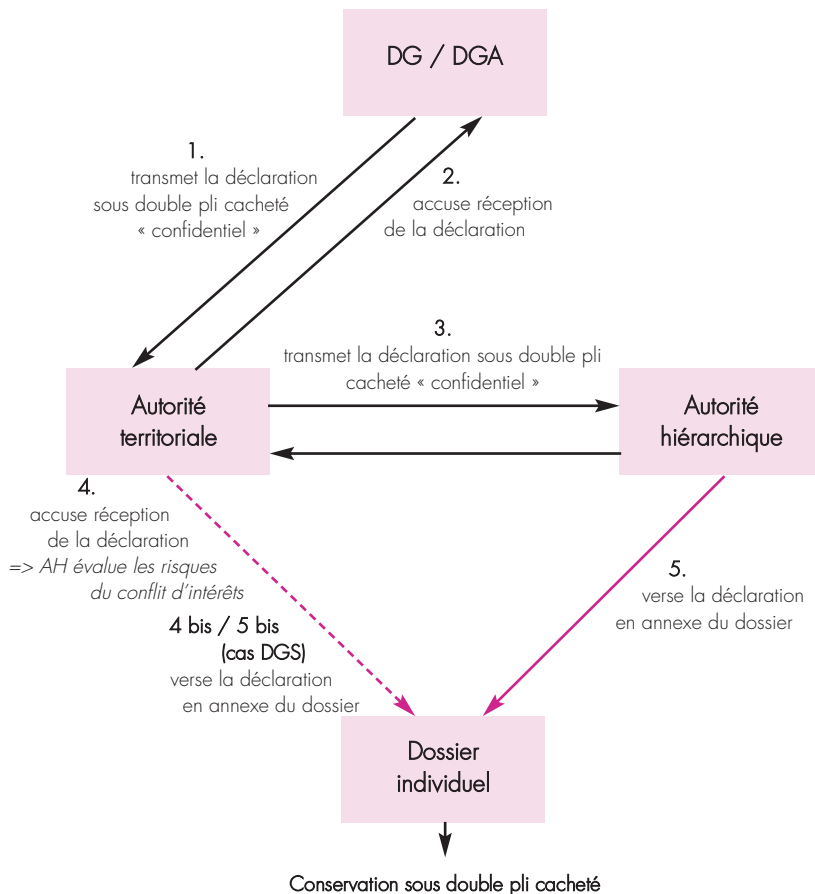 DG / DGA
1.
transmet la déclaration
sous double pli cacheté
« confidentiel »
2.
accuse réception
de la déclaration
3.
transmet la déclaration sous double pli
cacheté « confidentiel »
Autorité
territoriale
Autorité
hiérarchique
4.
accuse réception
de la déclaration
=> AH évalue les risques
du conflit d’intérêts
5.
verse la déclaration
en annexe du dossier
4 bis / 5 bis
(cas DGS)
verse la déclaration
en annexe du dossier
Dossier
individuel
Conservation sous double pli cacheté